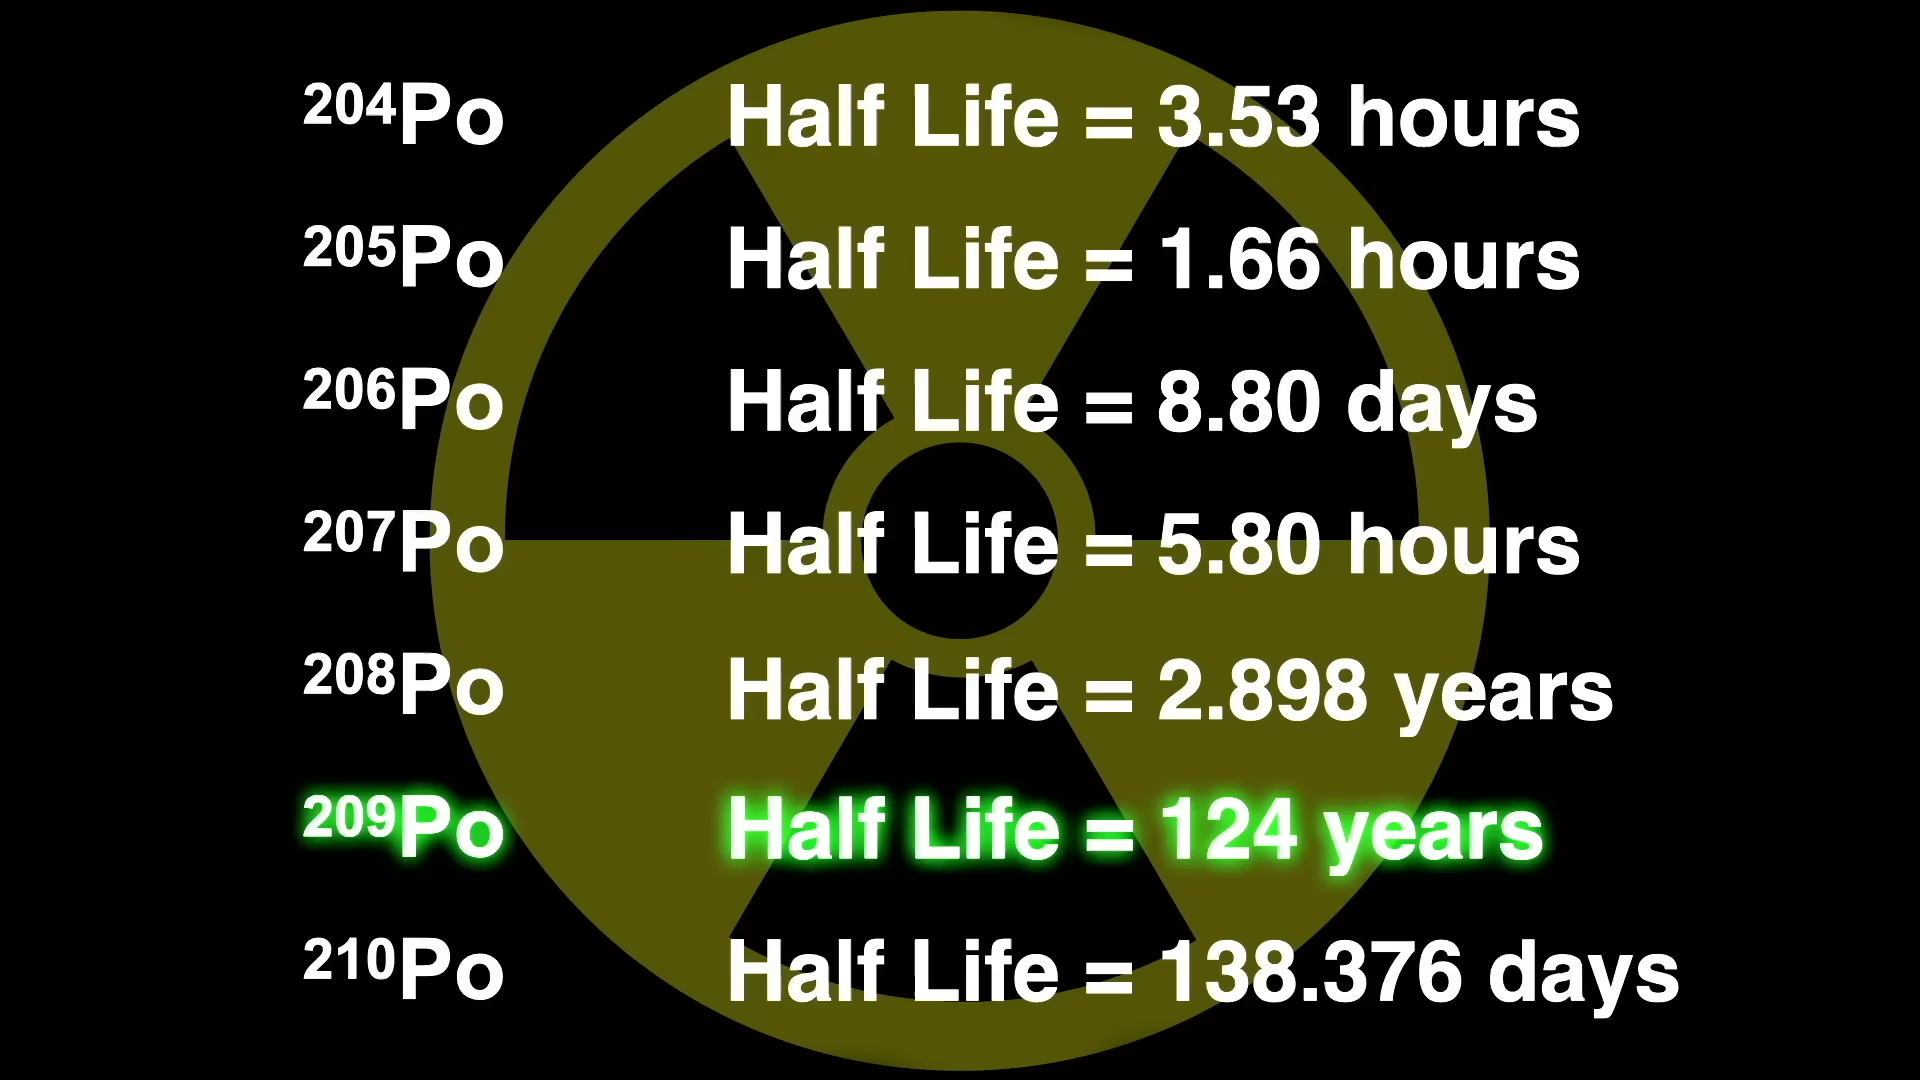 ²⁰⁴Po Half Life = 3.53 hours
²⁰⁵Po Half Life = 1.66 hours
²⁰⁶Po Half Life = 8.80 days
²⁰⁷Po Half Life = 5.80 hours
²⁰⁸Po Half Life = 2.898 years
²⁰⁹Po Half Life = 124 years
²¹⁰Po Half Life = 138.376 days